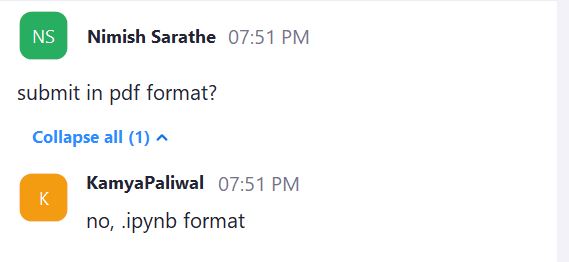 NS Nimish Sarathe 07:51 PM
submit in pdf format?
Collapse all (1)
K KamyaPaliwal 07:51 PM
no, .ipynb format